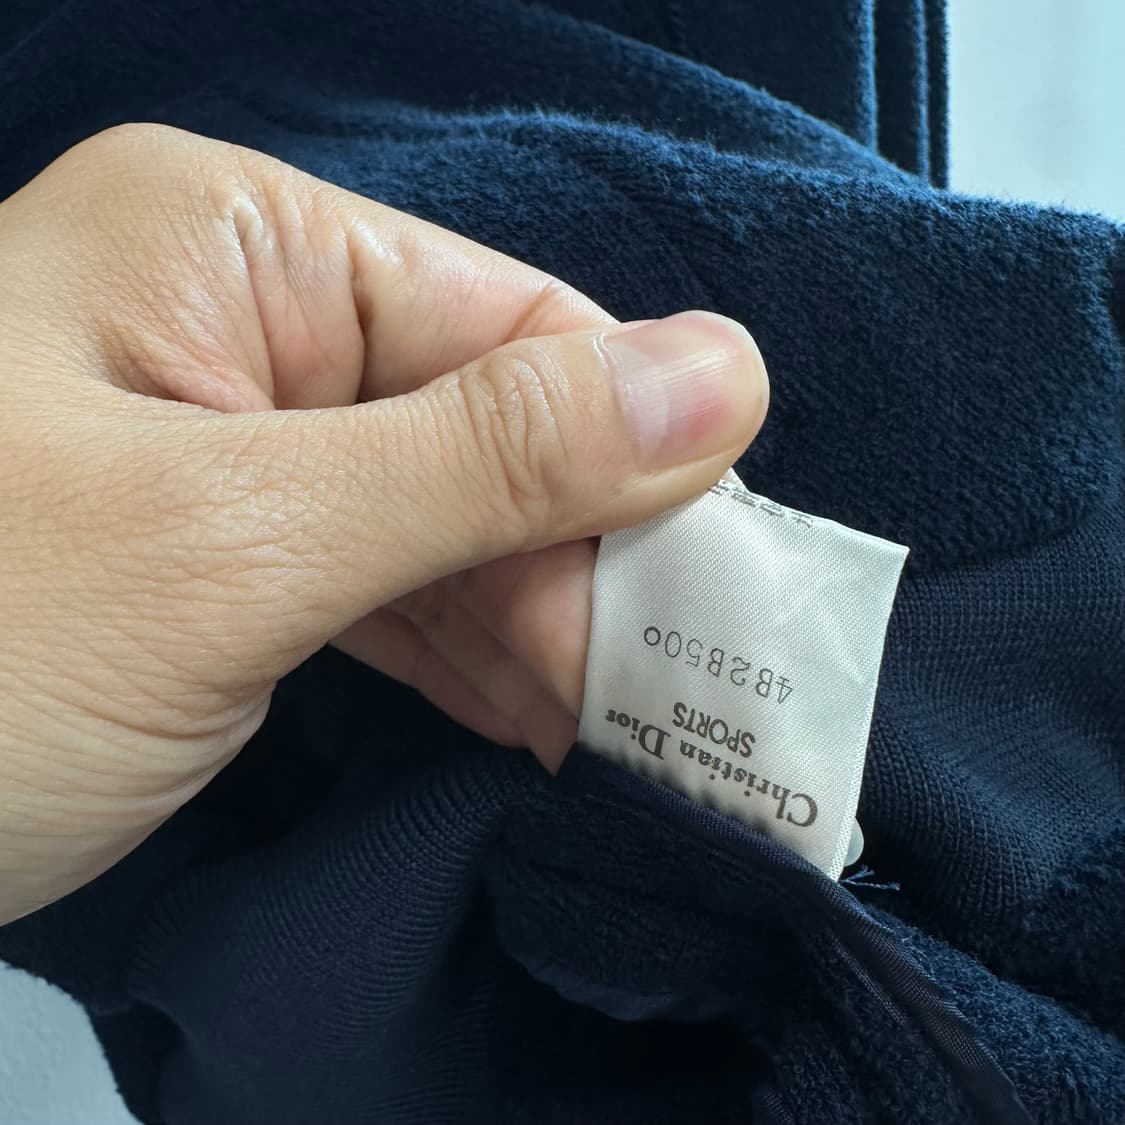 Christian Dior
SPORTS
4B2B500